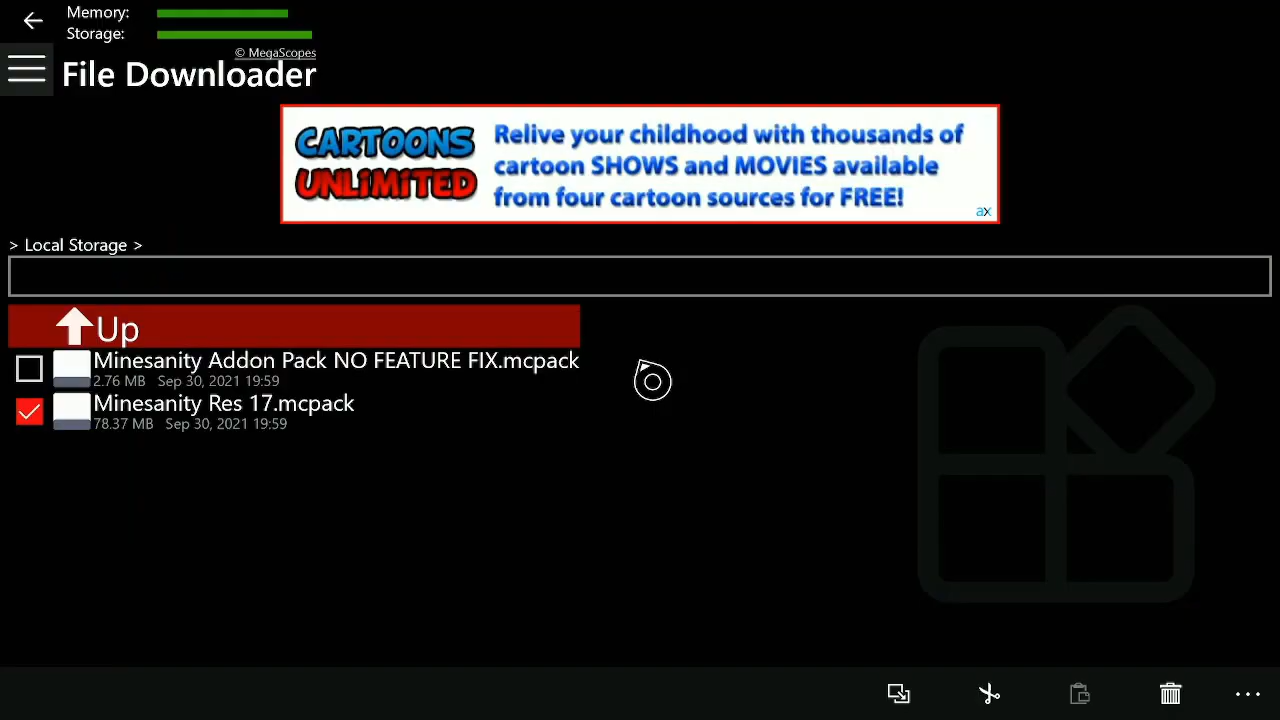 Memory:
Storage:
© MegaScopes
File Downloader
CARTOONS
UNLIMITED
Relive your childhood with thousands of
cartoon SHOWS and MOVIES available
from four cartoon sources for FREE!
ax
> Local Storage >
Up
Minesanity Addon Pack NO FEATURE FIX.mcpack
2.76 MB Sep 30, 2021 19:59
Minesanity Res 17.mcpack
78.37 MB Sep 30, 2021 19:59